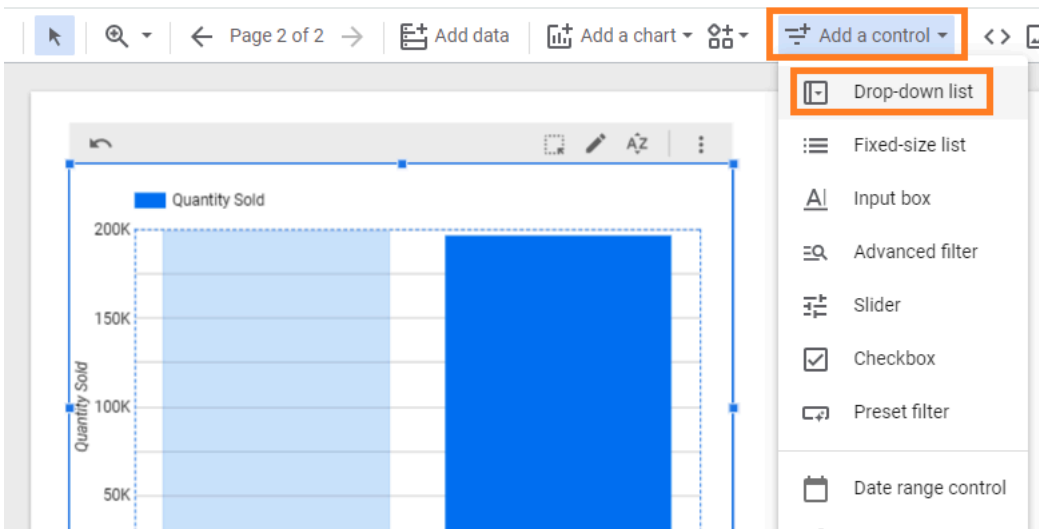 Page 2 of 2 Add data Add a chart Add a control
Drop-down list
Fixed-size list
Input box
Advanced filter
Slider
Checkbox
Preset filter
Date range control
AZ
Quantity Sold
200K
150K
100K
50K
Quantity Sold